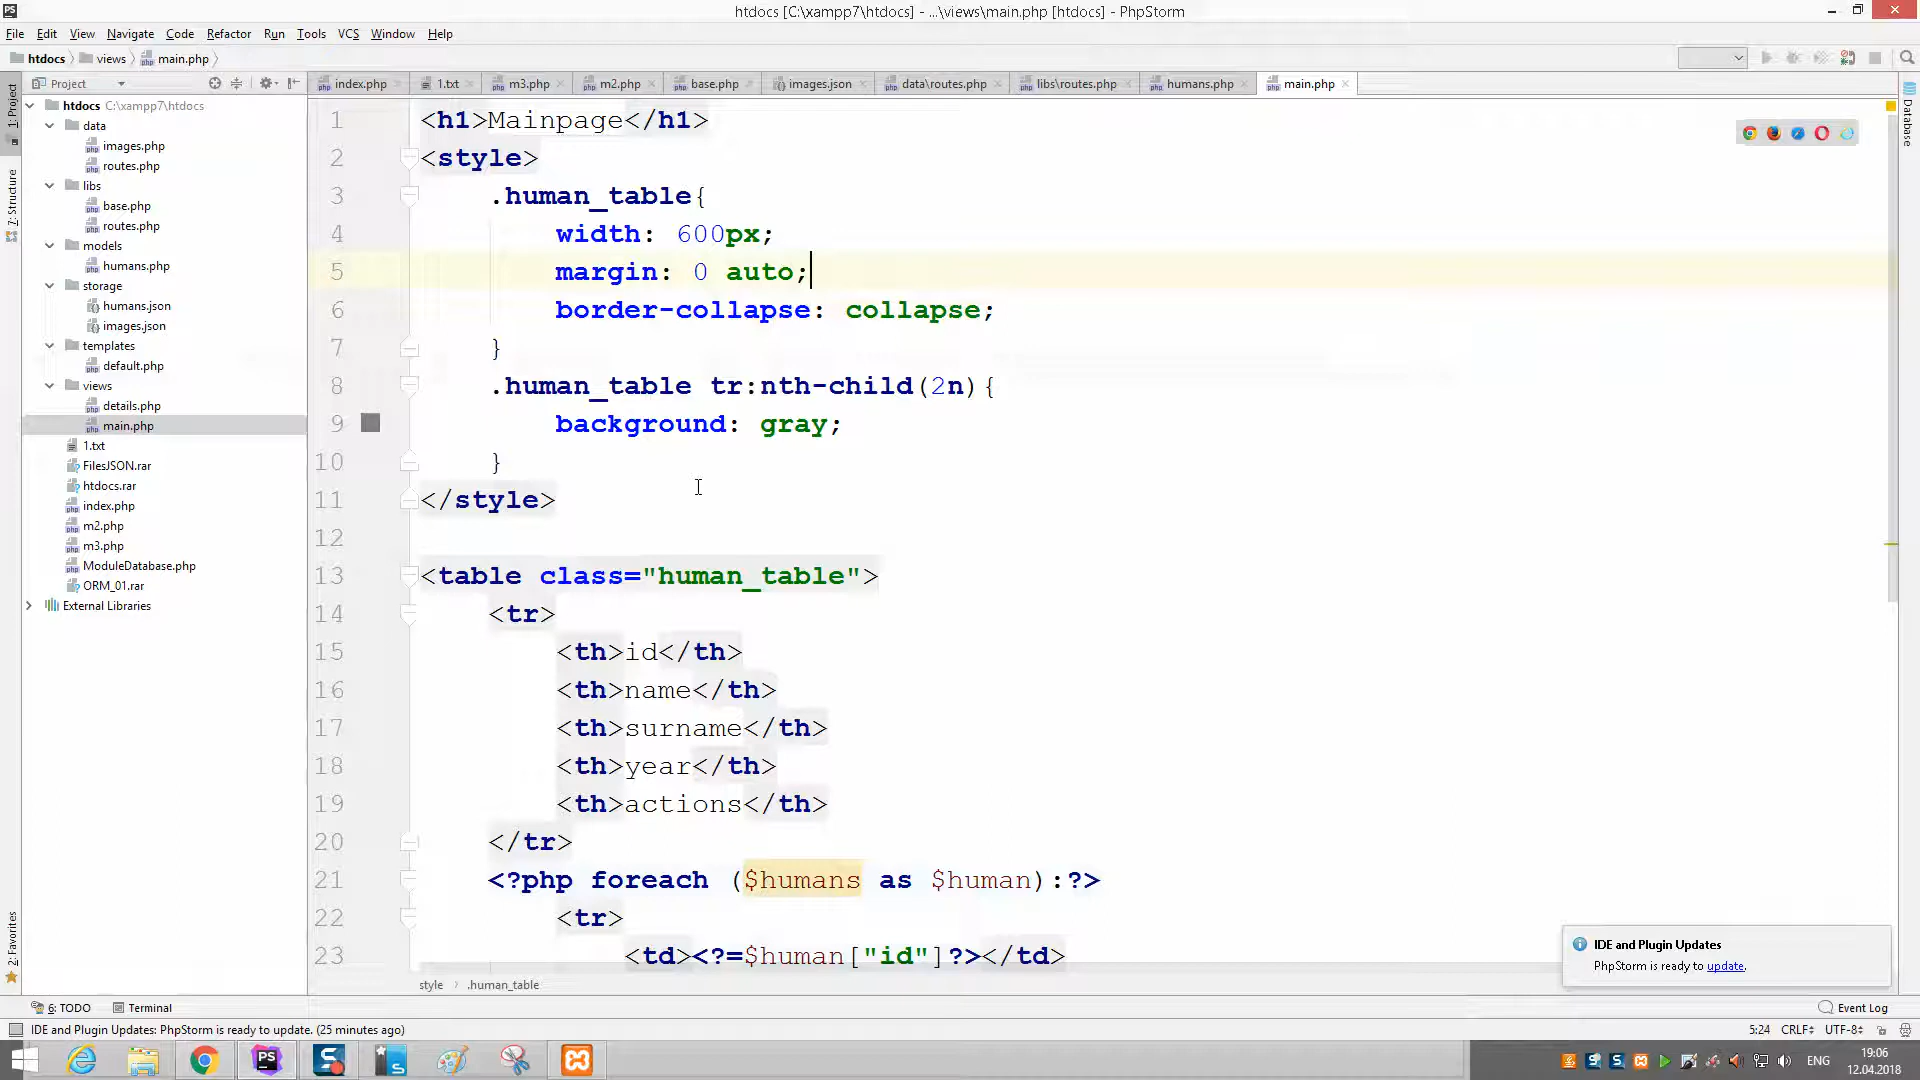 htdocs [C:\xampp7\htdocs] - ...\views\main.php [htdocs] - PhpStorm
File Edit View Navigate Code Refactor Run Tools VCS Window Help
htdocs views main.php
Project
index.php 1.txt m3.php m2.php base.php images.json data\routes.php libs\routes.php humans.php main.php
1: Project
7: Structure
2: Favorites
Database
htdocs C:\xampp7\htdocs
data
images.php
routes.php
libs
base.php
routes.php
models
humans.php
storage
humans.json
images.json
templates
default.php
views
details.php
main.php
1.txt
FilesJSON.rar
htdocs.rar
index.php
m2.php
m3.php
ModuleDatabase.php
ORM_01.rar
External Libraries
1 <h1>Mainpage</h1>
2 <style>
3 .human_table{
4 width: 600px;
5 margin: 0 auto;
6 border-collapse: collapse;
7 }
8 .human_table tr:nth-child(2n){
9 background: gray;
10 }
11 </style>
12
13 <table class="human_table">
14 <tr>
15 <th>id</th>
16 <th>name</th>
17 <th>surname</th>
18 <th>year</th>
19 <th>actions</th>
20 </tr>
21 <?php foreach ($humans as $human):?>
22 <tr>
23 <td><?=$human["id"]?></td>
style .human_table
IDE and Plugin Updates
PhpStorm is ready to update.
6: TODO Terminal Event Log
IDE and Plugin Updates: PhpStorm is ready to update. (25 minutes ago) 5:24 CRLF UTF-8
ENG 19:06
12.04.2018